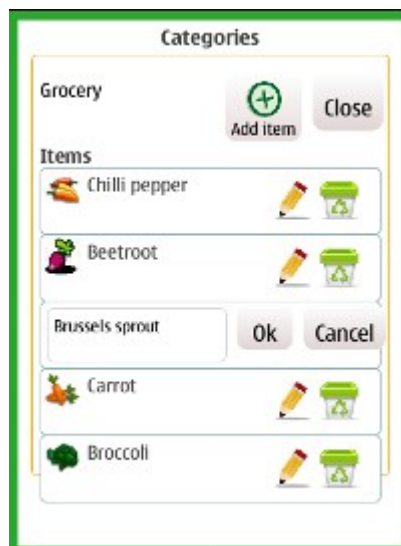 Categories
Grocery
Add item
Close
Items
Chilli pepper
Beetroot
Brussels sprout
Ok
Cancel
Carrot
Broccoli